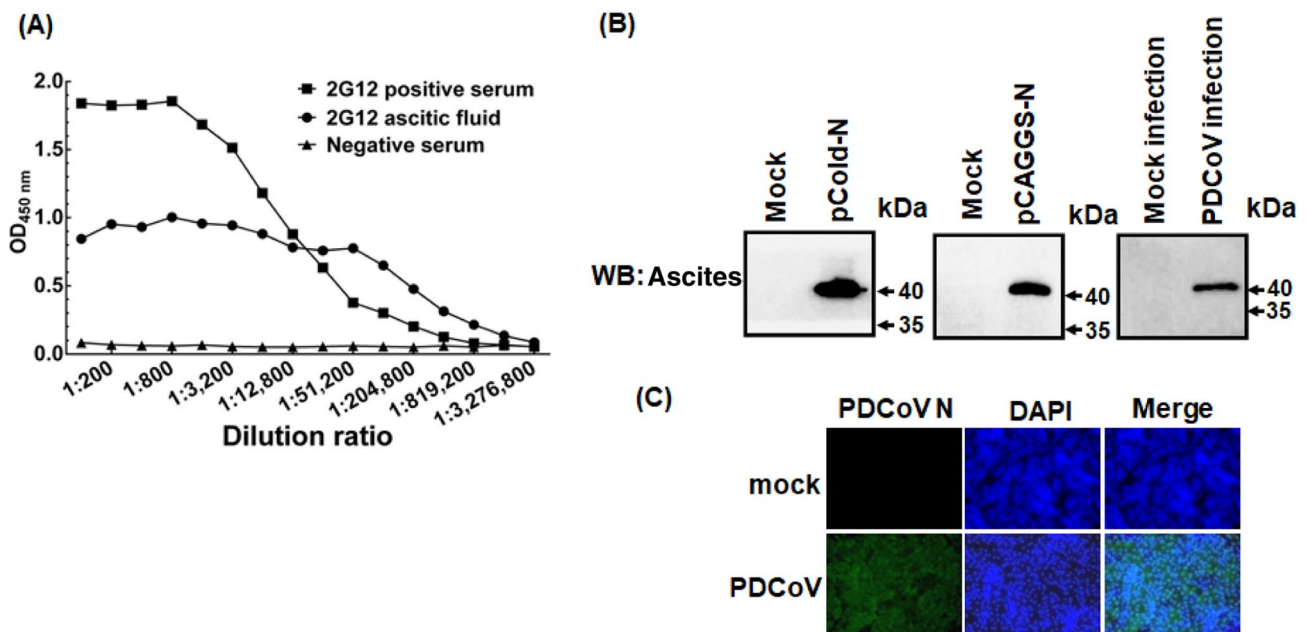 (A)
2.0
1.5
1.0
0.5
0.0
OD450 nm
2G12 positive serum
2G12 ascitic fluid
Negative serum
1:200
1:800
1:3,200
1:12,800
1:51,200
1:204,800
1:819,200
1:3,276,800
Dilution ratio
(B)
Mock
pCold-N
kDa
Mock
pCAGGS-N
kDa
Mock infection
PDCoV infection
kDa
WB: Ascites
40
35
40
35
40
35
(C)
PDCoV N DAPI Merge
mock
PDCoV